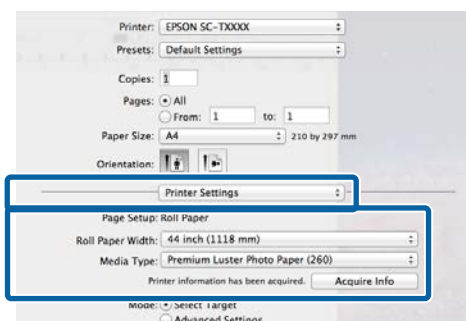 Printer: EPSON SC-TXXXX
Presets: Default Settings
Copies: 1
Pages: All
From: 1 to: 1
Paper Size: A4 210 by 297 mm
Orientation:
Printer Settings
Page Setup: Roll Paper
Roll Paper Width: 44 inch (1118 mm)
Media Type: Premium Luster Photo Paper (260)
Printer information has been acquired. Acquire Info
Mode: Select Target
Advanced Settings